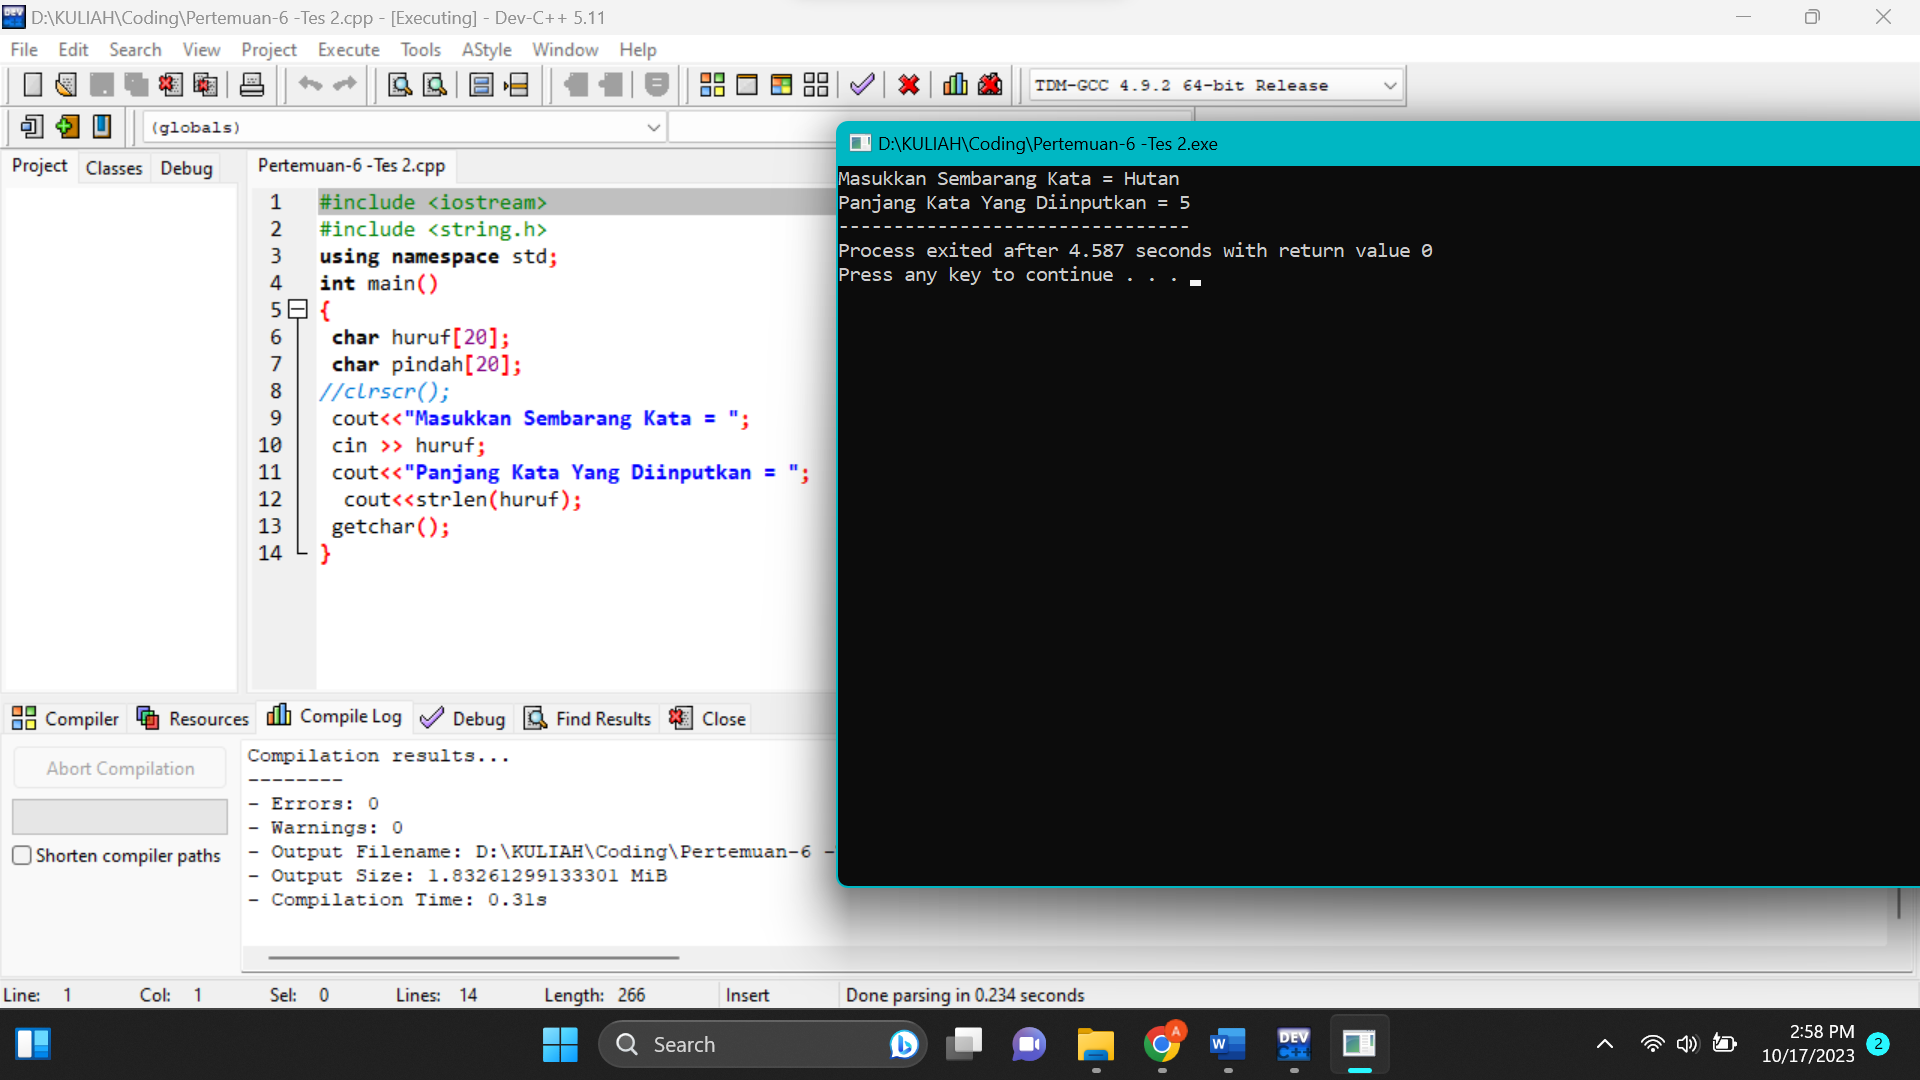 D:\KULIAH\Coding\Pertemuan-6 -Tes 2.cpp - [Executing] - Dev-C++ 5.11
File Edit Search View Project Execute Tools AStyle Window Help
TDM-GCC 4.9.2 64-bit Release
(globals)
Project Classes Debug
Pertemuan-6 -Tes 2.cpp
1 #include <iostream>
2 #include <string.h>
3 using namespace std;
4 int main()
5 {
6 char huruf[20];
7 char pindah[20];
8 //clrscr();
9 cout<<"Masukkan Sembarang Kata = ";
10 cin >> huruf;
11 cout<<"Panjang Kata Yang Diinputkan = ";
12 cout<<strlen(huruf);
13 getchar();
14 }
D:\KULIAH\Coding\Pertemuan-6 -Tes 2.exe
Masukkan Sembarang Kata = Hutan
Panjang Kata Yang Diinputkan = 5
--------------------------------
Process exited after 4.587 seconds with return value 0
Press any key to continue . . .
Compiler Resources Compile Log Debug Find Results Close
Abort Compilation
Shorten compiler paths
Compilation results...
--------
- Errors: 0
- Warnings: 0
- Output Filename: D:\KULIAH\Coding\Pertemuan-6 -
- Output Size: 1.83261299133301 MiB
- Compilation Time: 0.31s
Line: 1 Col: 1 Sel: 0 Lines: 14 Length: 266 Insert Done parsing in 0.234 seconds
Search
A
W
DEV
C++
2:58 PM
10/17/2023
2